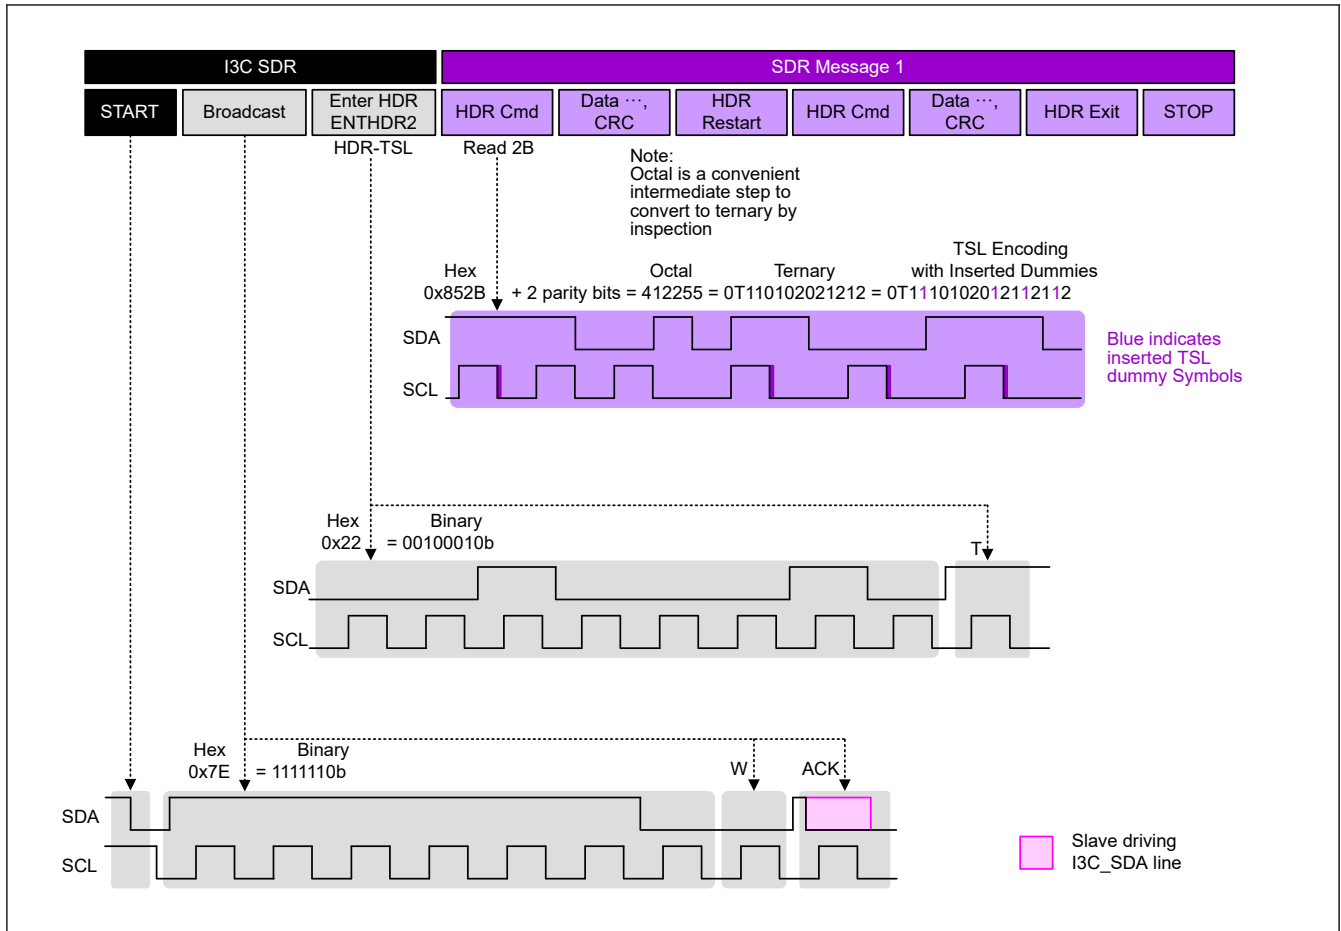 I3C SDR
SDR Message 1
START
Broadcast
Enter HDR
ENTHDR2
HDR Cmd
Data ···,
CRC
HDR
Restart
HDR Cmd
Data ···,
CRC
HDR Exit
STOP
HDR-TSL
Read 2B
Note:
Octal is a convenient
intermediate step to
convert to ternary by
inspection
TSL Encoding
with Inserted Dummies
Hex
Octal
Ternary
0x852B + 2 parity bits = 412255 = 0T110102021212 = 0T11101020121121​12
SDA
SCL
Blue indicates
inserted TSL
dummy Symbols
Hex
Binary
0x22 = 00100010b
T
SDA
SCL
Hex
Binary
0x7E = 1111110b
W
ACK
SDA
SCL
Slave driving
I3C_SDA line